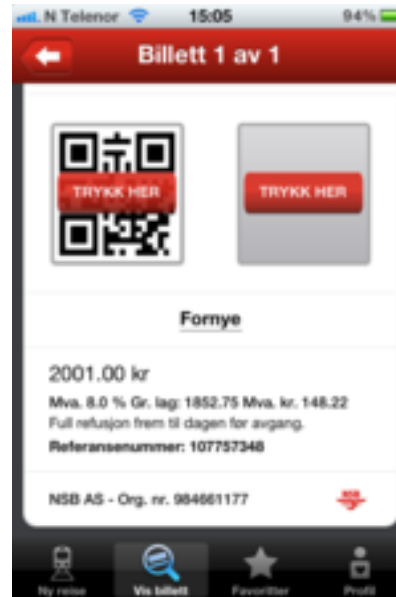 N Telenor 15:05 94%
Billett 1 av 1
TRYKK HER TRYKK HER
Fornye
2001.00 kr
Mva. 8.0 % Gr. lag: 1852.75 Mva. kr. 148.22
Full refusjon frem til dagen før avgang.
Referansenummer: 107757348
NSB AS - Org. nr. 984661177 NSB
Ny reise Vis billett Favoritter Profil